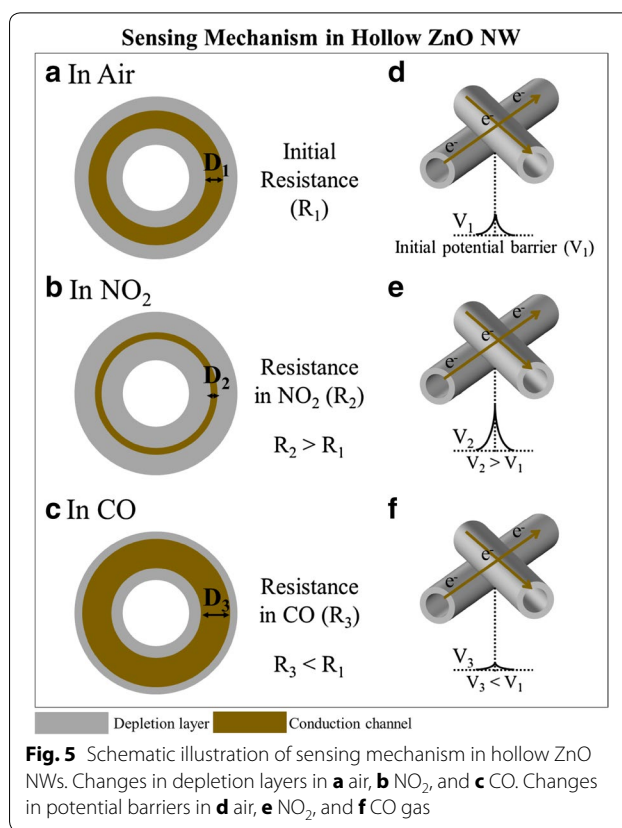 Sensing Mechanism in Hollow ZnO NW
a In Air
D₁
Initial
Resistance
(R₁)
d
e⁻
e⁻
e⁻
V₁
Initial potential barrier (V₁)
b In NO₂
D₂
Resistance
in NO₂ (R₂)
R₂ > R₁
e
e⁻
e⁻
e⁻
V₂
V₂ > V₁
c In CO
D₃
Resistance
in CO (R₃)
R₃ < R₁
f
e⁻
e⁻
e⁻
V₃
V₃ < V₁
Depletion layer
Conduction channel
Fig. 5 Schematic illustration of sensing mechanism in hollow ZnO
NWs. Changes in depletion layers in a air, b NO₂, and c CO. Changes
in potential barriers in d air, e NO₂, and f CO gas